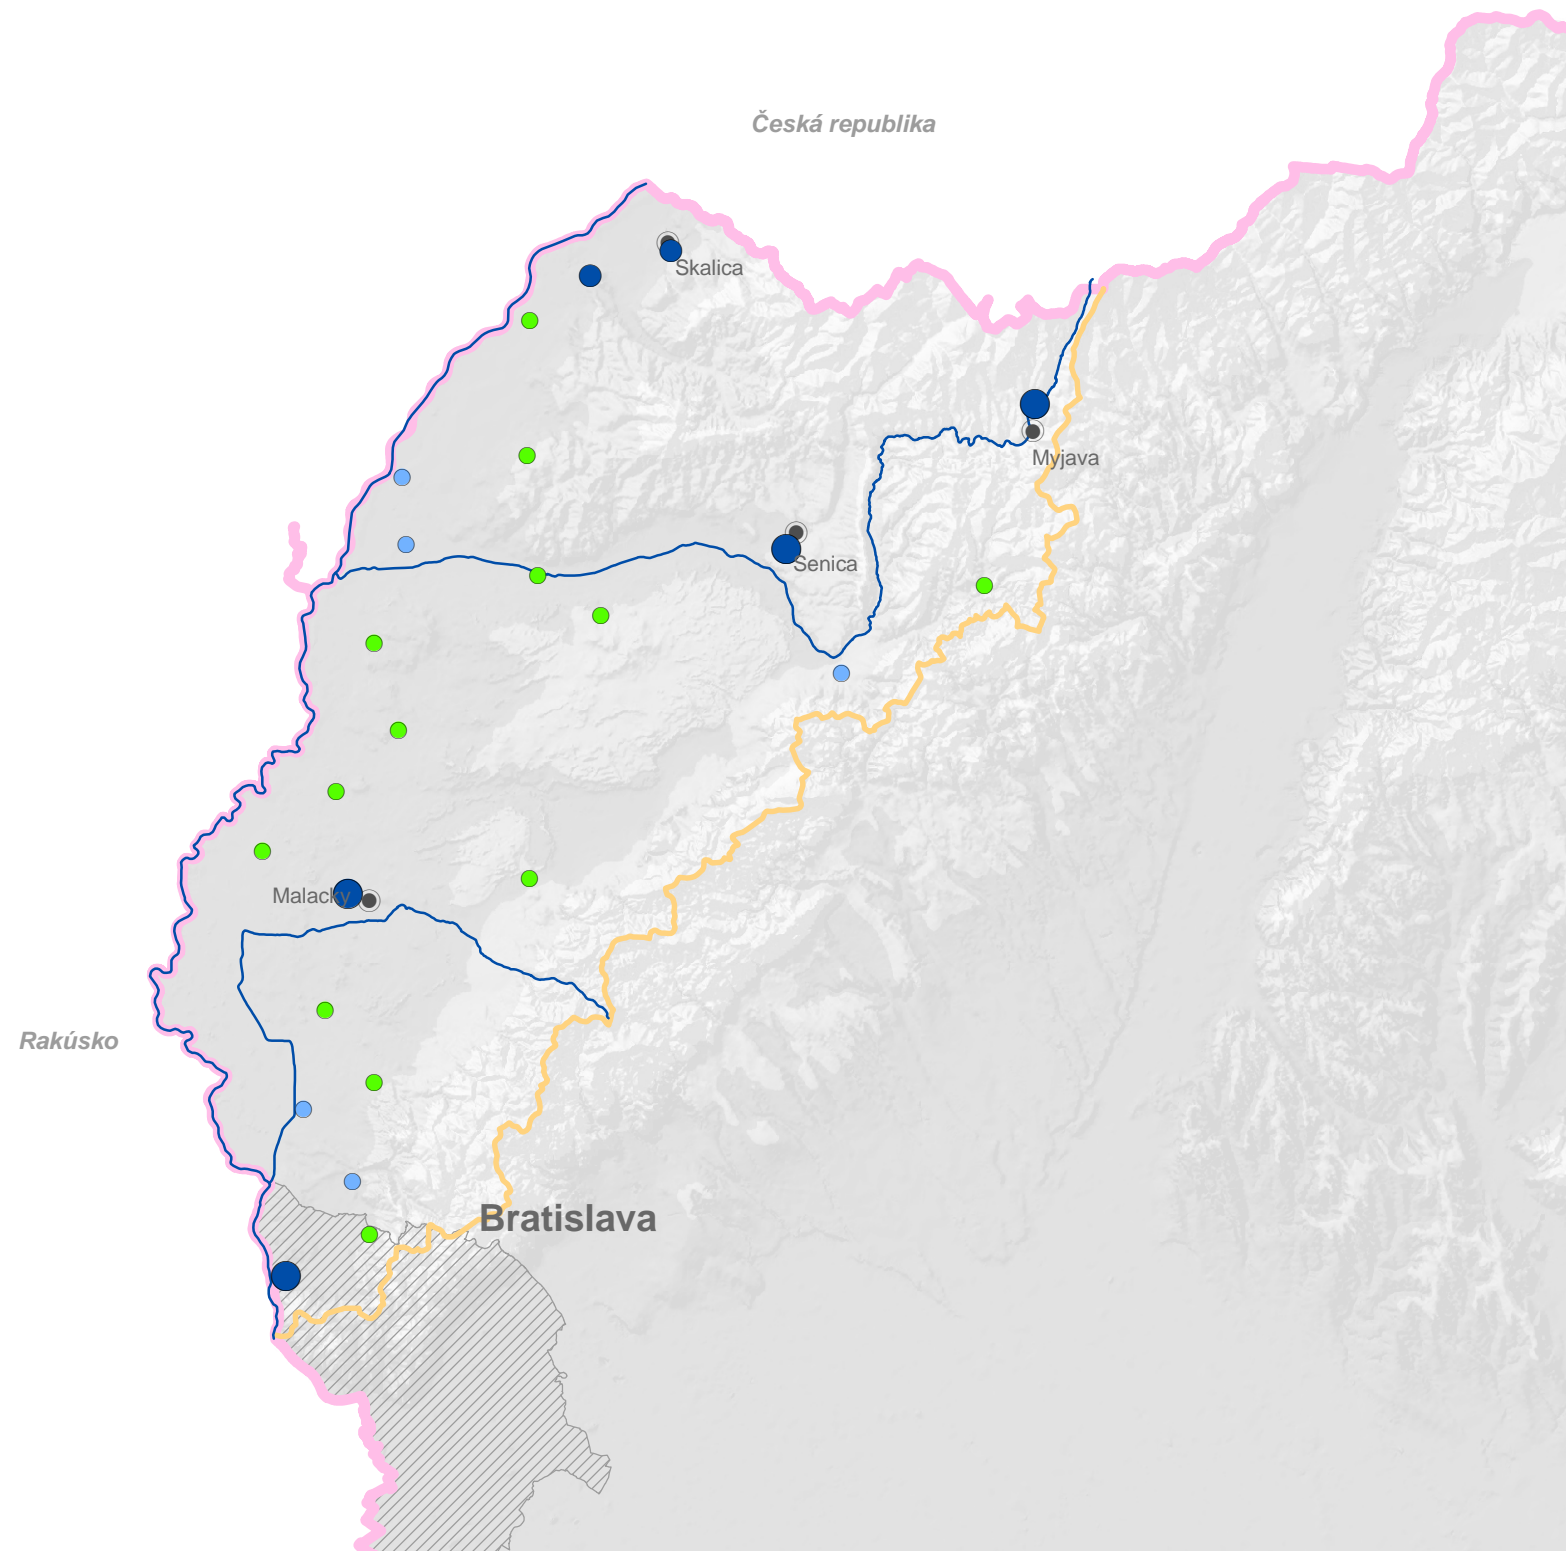 Česká republika
Skalica
Myjava
Senica
Malacky
Rakúsko
Bratislava